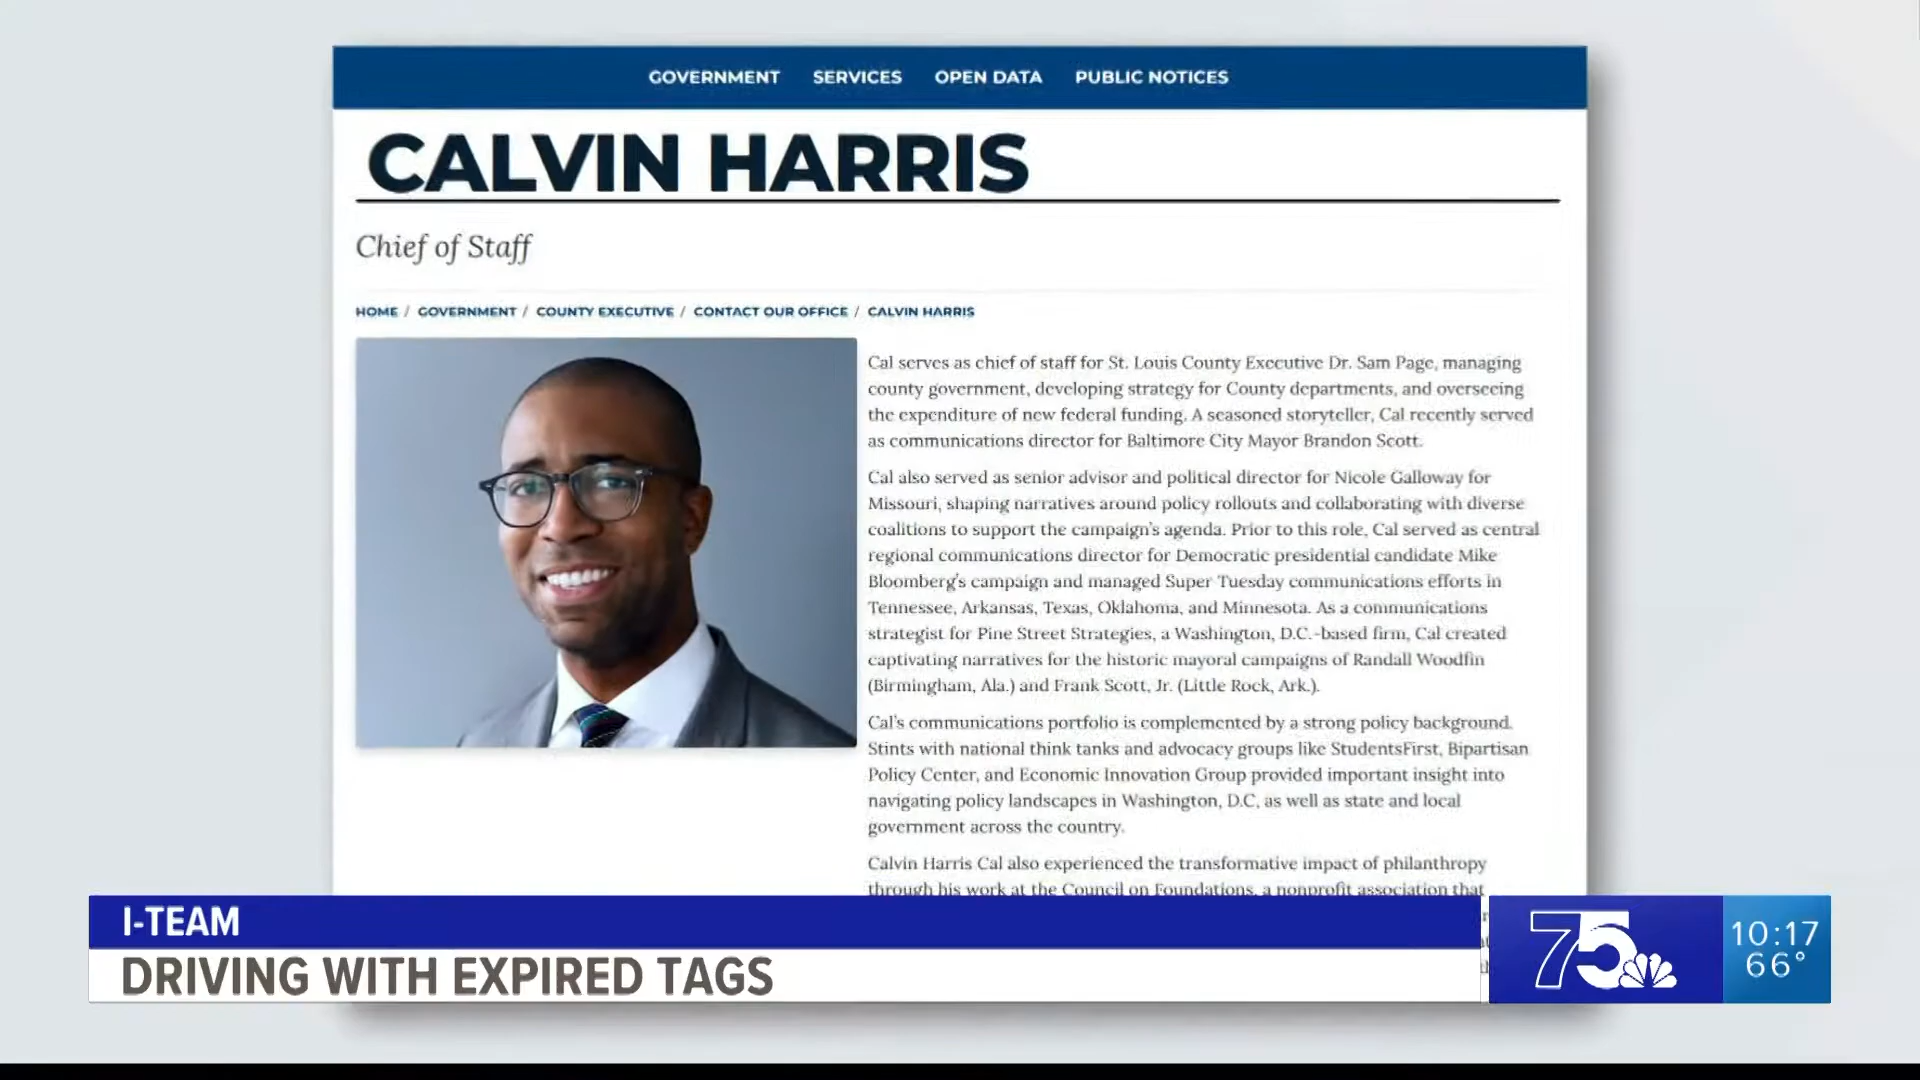 GOVERNMENT SERVICES OPEN DATA PUBLIC NOTICES
CALVIN HARRIS
Chief of Staff
HOME / GOVERNMENT / COUNTY EXECUTIVE / CONTACT OUR OFFICE / CALVIN HARRIS
Cal serves as chief of staff for St. Louis County Executive Dr. Sam Page, managing
county government, developing strategy for County departments, and overseeing
the expenditure of new federal funding. A seasoned storyteller, Cal recently served
as communications director for Baltimore City Mayor Brandon Scott.
Cal also served as senior advisor and political director for Nicole Galloway for
Missouri, shaping narratives around policy rollouts and collaborating with diverse
coalitions to support the campaign's agenda. Prior to this role, Cal served as central
regional communications director for Democratic presidential candidate Mike
Bloomberg's campaign and managed Super Tuesday communications efforts in
Tennessee, Arkansas, Texas, Oklahoma, and Minnesota. As a communications
strategist for Pine Street Strategies, a Washington, D.C.-based firm, Cal created
captivating narratives for the historic mayoral campaigns of Randall Woodfin
(Birmingham, Ala.) and Frank Scott, Jr. (Little Rock, Ark.).
Cal's communications portfolio is complemented by a strong policy background.
Stints with national think tanks and advocacy groups like StudentsFirst, Bipartisan
Policy Center, and Economic Innovation Group provided important insight into
navigating policy landscapes in Washington, D.C, as well as state and local
government across the country.
Calvin Harris Cal also experienced the transformative impact of philanthropy
through his work at the Council on Foundations, a nonprofit association that
I-TEAM
DRIVING WITH EXPIRED TAGS
75
10:17
66°